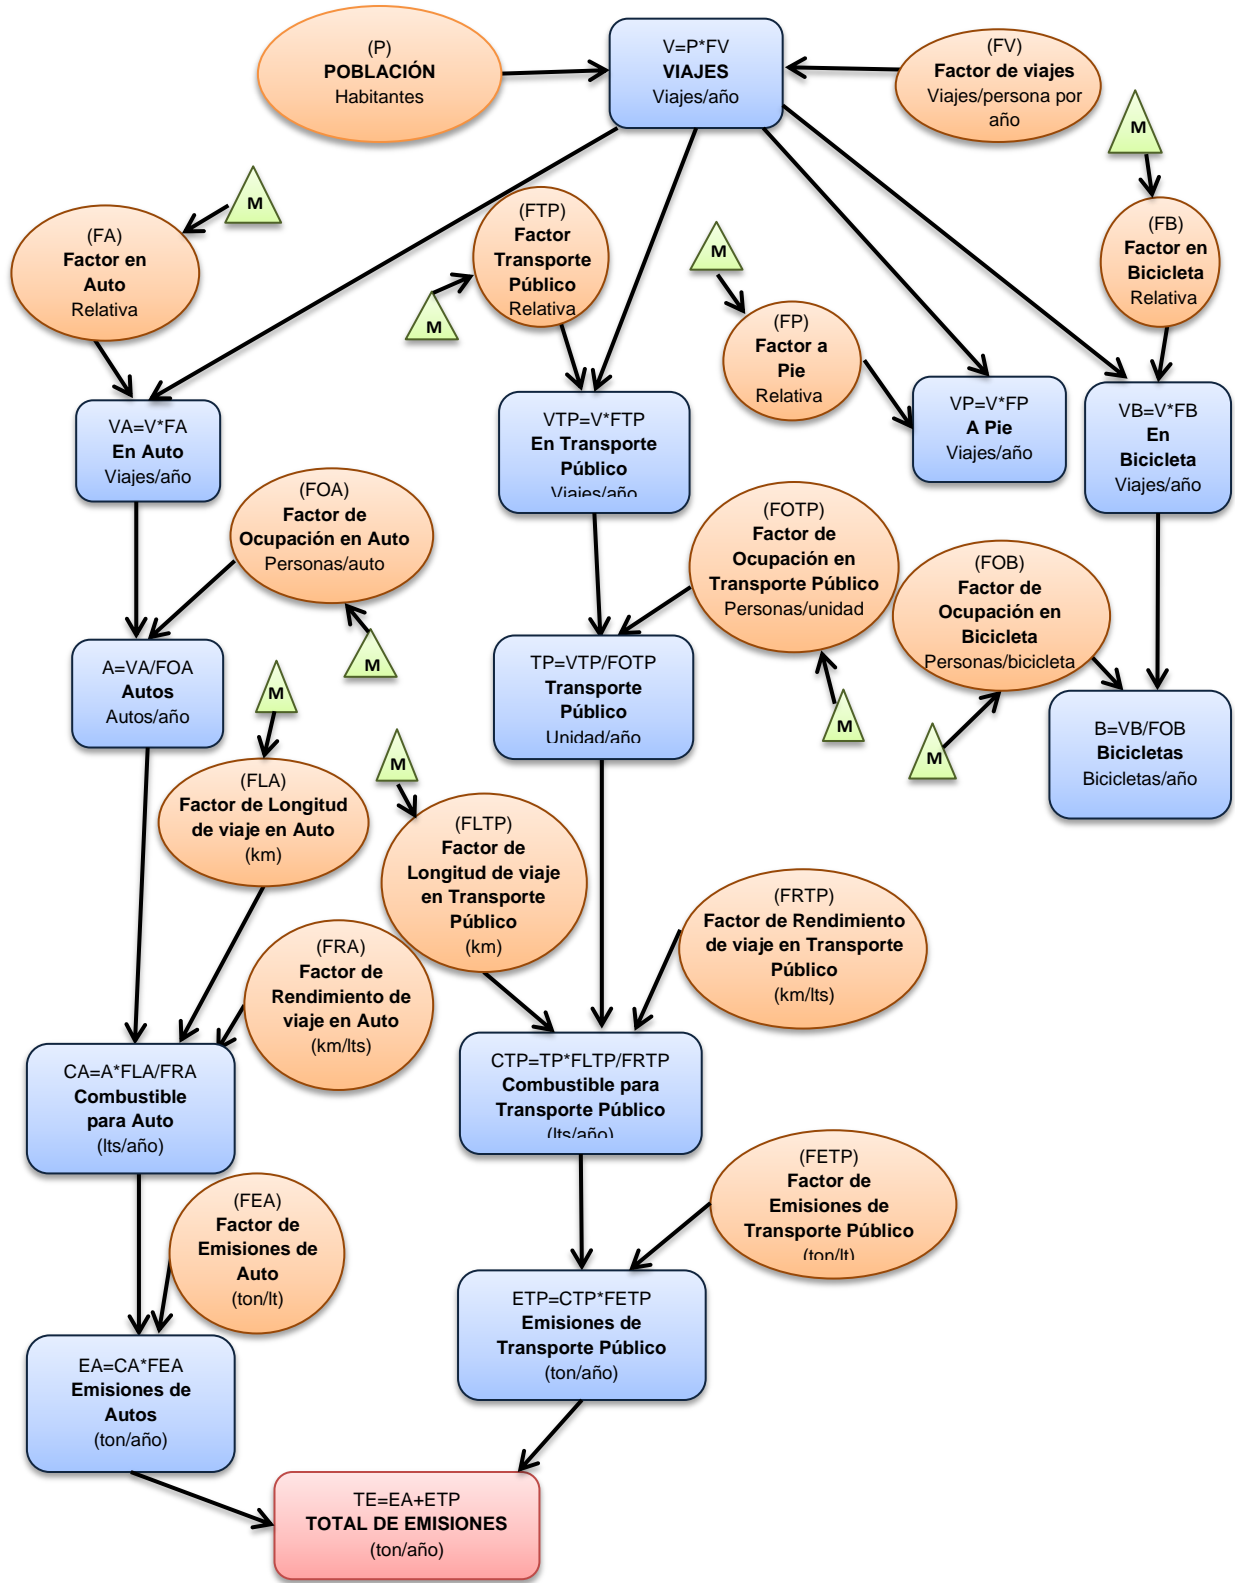 (P)
POBLACIÓN
Habitantes
V=P*FV
VIAJES
Viajes/año
(FV)
Factor de viajes
Viajes/persona por
año
M
M
(FA)
Factor en
Auto
Relativa
(FTP)
Factor
Transporte
Público
Relativa
M
M
(FP)
Factor a
Pie
Relativa
(FB)
Factor en
Bicicleta
Relativa
VA=V*FA
En Auto
Viajes/año
VTP=V*FTP
En Transporte
Público
Viajes/año
VP=V*FP
A Pie
Viajes/año
VB=V*FB
En
Bicicleta
Viajes/año
(FOA)
Factor de
Ocupación en Auto
Personas/auto
M
(FOTP)
Factor de
Ocupación en
Transporte Público
Personas/unidad
M
(FOB)
Factor de
Ocupación en
Bicicleta
Personas/bicicleta
M
A=VA/FOA
Autos
Autos/año
M
TP=VTP/FOTP
Transporte
Público
Unidad/año
B=VB/FOB
Bicicletas
Bicicletas/año
(FLA)
Factor de Longitud
de viaje en Auto
(km)
M
(FLTP)
Factor de
Longitud de viaje
en Transporte
Público
(km)
(FRTP)
Factor de Rendimiento
de viaje en Transporte
Público
(km/lts)
(FRA)
Factor de
Rendimiento de
viaje en Auto
(km/lts)
CA=A*FLA/FRA
Combustible
para Auto
(lts/año)
CTP=TP*FLTP/FRTP
Combustible para
Transporte Público
(lts/año)
(FEA)
Factor de
Emisiones de
Auto
(ton/lt)
(FETP)
Factor de
Emisiones de
Transporte Público
(ton/lt)
EA=CA*FEA
Emisiones de
Autos
(ton/año)
ETP=CTP*FETP
Emisiones de
Transporte Público
(ton/año)
TE=EA+ETP
TOTAL DE EMISIONES
(ton/año)